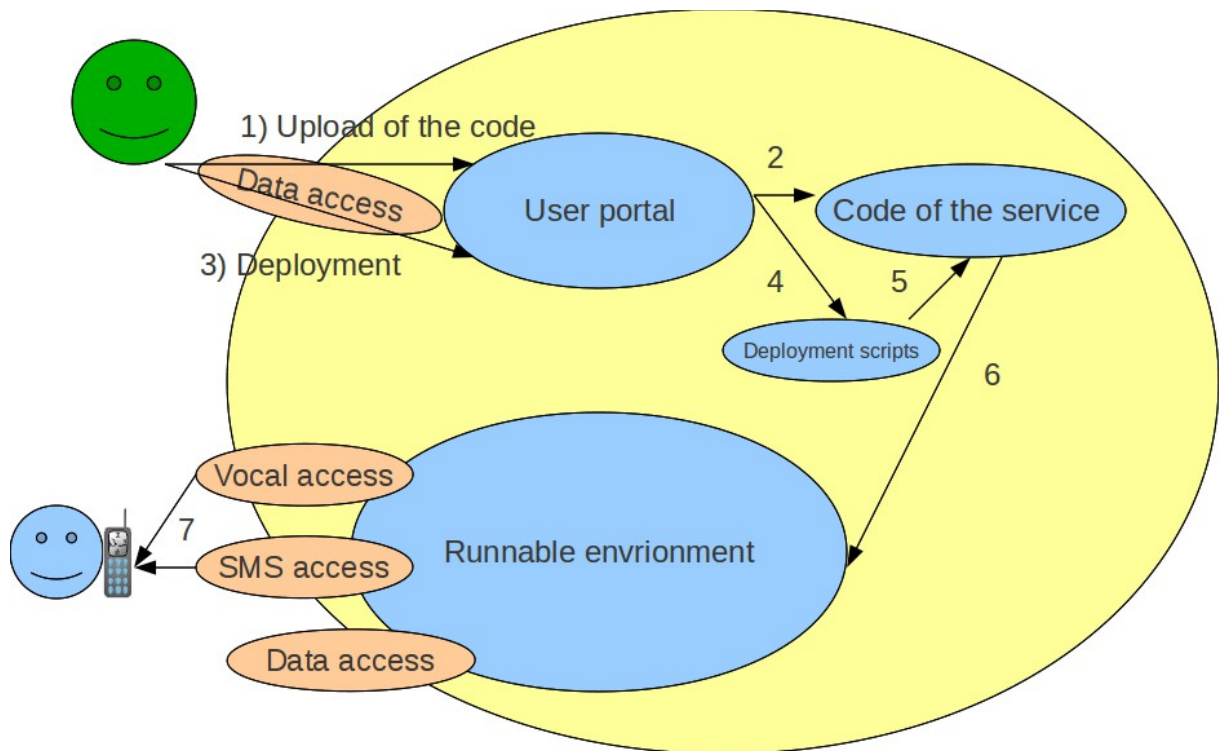 1) Upload of the code
Data access
User portal
2
Code of the service
3) Deployment
4
5
Deployment scripts
6
Vocal access
7
SMS access
Runnable envrionment
Data access